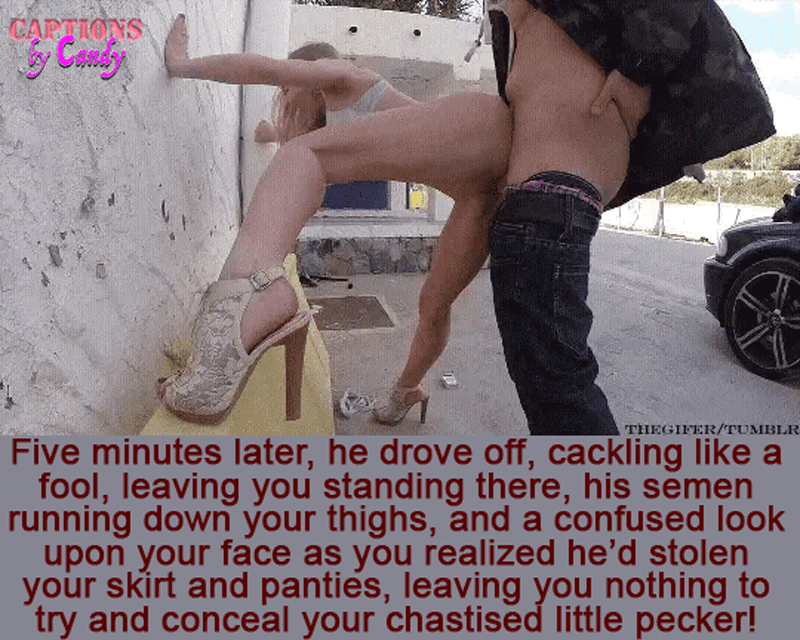 CAPTIONS
by Candy
THEGIFER/TUMBLR
Five minutes later, he drove off, cackling like a
fool, leaving you standing there, his semen
running down your thighs, and a confused look
upon your face as you realized he’d stolen
your skirt and panties, leaving you nothing to
try and conceal your chastised little pecker!